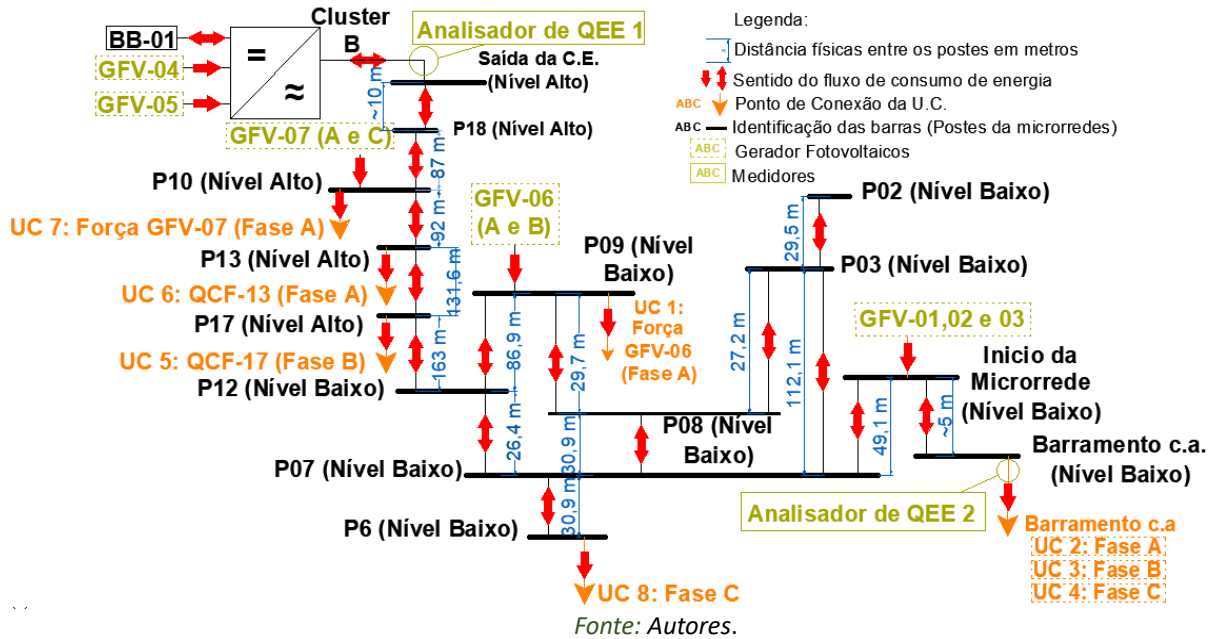 Cluster
B
BB-01
GFV-04
GFV-05
=
≈
Analisador de QEE 1
Saída da C.E.
(Nível Alto)
~10 m
P18 (Nível Alto)
GFV-07 (A e C)
87 m
P10 (Nível Alto)
UC 7: Força GFV-07 (Fase A)
92 m
P13 (Nível Alto)
131,6 m
UC 6: QCF-13 (Fase A)
P17 (Nível Alto)
UC 5: QCF-17 (Fase B)
163 m
P12 (Nível Baixo)
GFV-06
(A e B)
P09 (Nível
Baixo)
UC 1:
Força
GFV-06
(Fase A)
86,9 m
29,7 m
26,4 m
P08 (Nível
Baixo)
30,9 m
P07 (Nível Baixo)
30,9 m
P6 (Nível Baixo)
UC 8: Fase C
Legenda:
x
Distância físicas entre os postes em metros
Sentido do fluxo de consumo de energia
ABC
Ponto de Conexão da U.C.
ABC
Identificação das barras (Postes da microrredes)
ABC
Gerador Fotovoltaicos
ABC
Medidores
P02 (Nível Baixo)
29,5 m
P03 (Nível Baixo)
27,2 m
112,1 m
GFV-01,02 e 03
Inicio da
Microrrede
(Nível Baixo)
49,1 m
~5 m
Barramento c.a.
(Nível Baixo)
Analisador de QEE 2
Barramento c.a
UC 2: Fase A
UC 3: Fase B
UC 4: Fase C
Fonte: Autores.